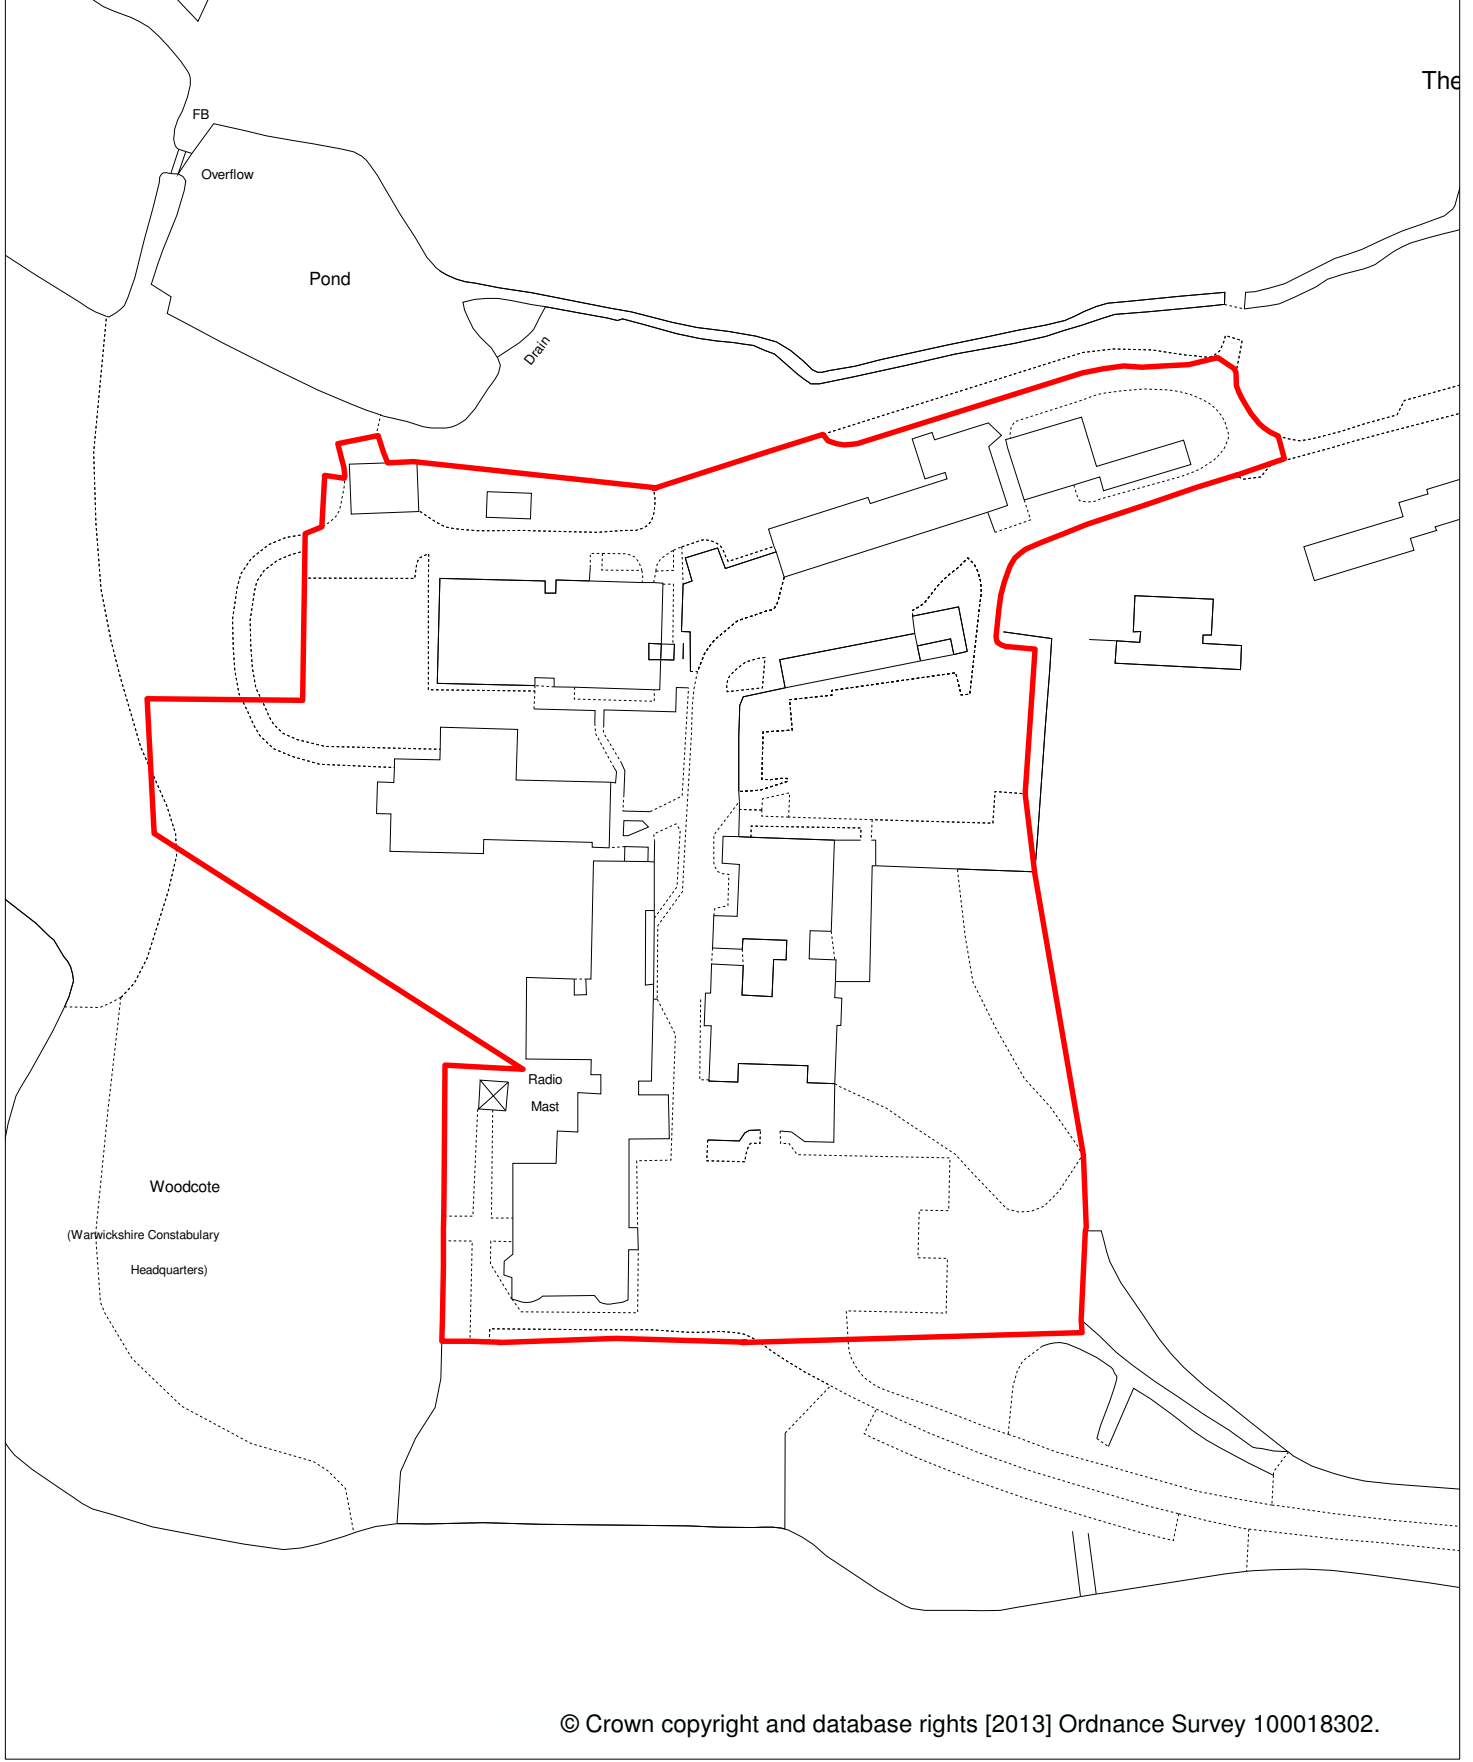 The
FB
Overflow
Pond
Drain
Radio
Mast
Woodcote
(Warwickshire Constabulary
Headquarters)
© Crown copyright and database rights [2013] Ordnance Survey 100018302.